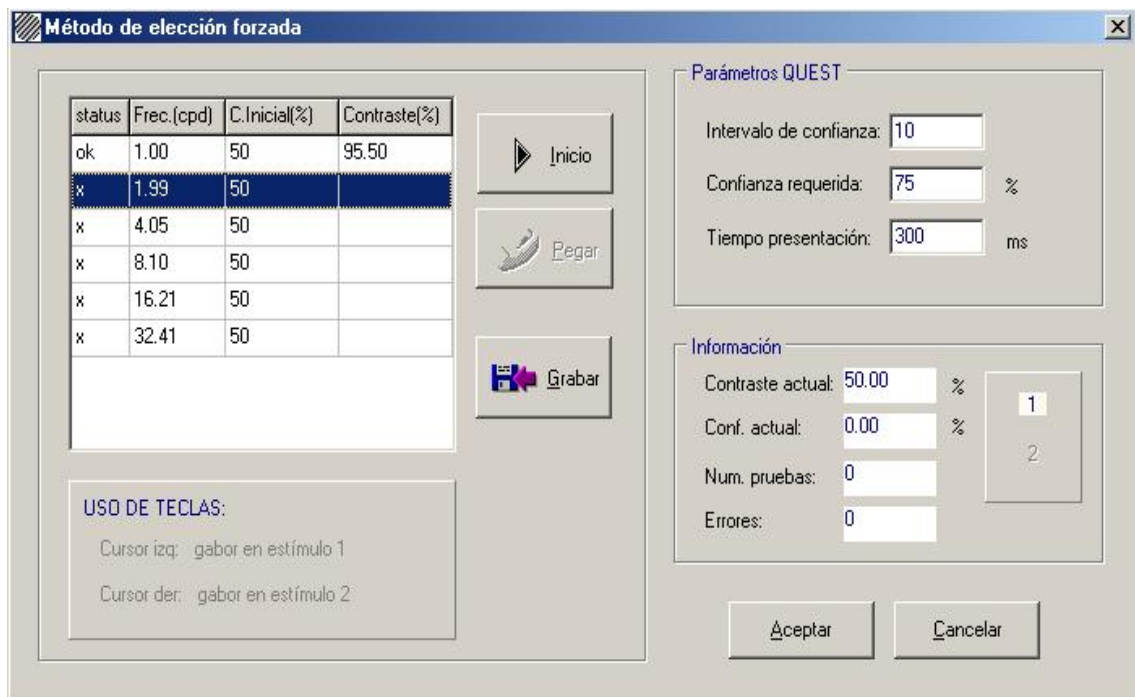 Método de elección forzada
status Frec.(cpd) C.Inicial(%) Contraste(%)
ok 1.00 50 95.50
x 1.99 50
x 4.05 50
x 8.10 50
x 16.21 50
x 32.41 50
Inicio
Pegar
Grabar
USO DE TECLAS:
Cursor izq: gabor en estímulo 1
Cursor der: gabor en estímulo 2
Parámetros QUEST
Intervalo de confianza: 10
Confianza requerida: 75 %
Tiempo presentación: 300 ms
Información
Contraste actual: 50.00 %
Conf. actual: 0.00 %
Num. pruebas: 0
Errores: 0
1
2
Aceptar Cancelar